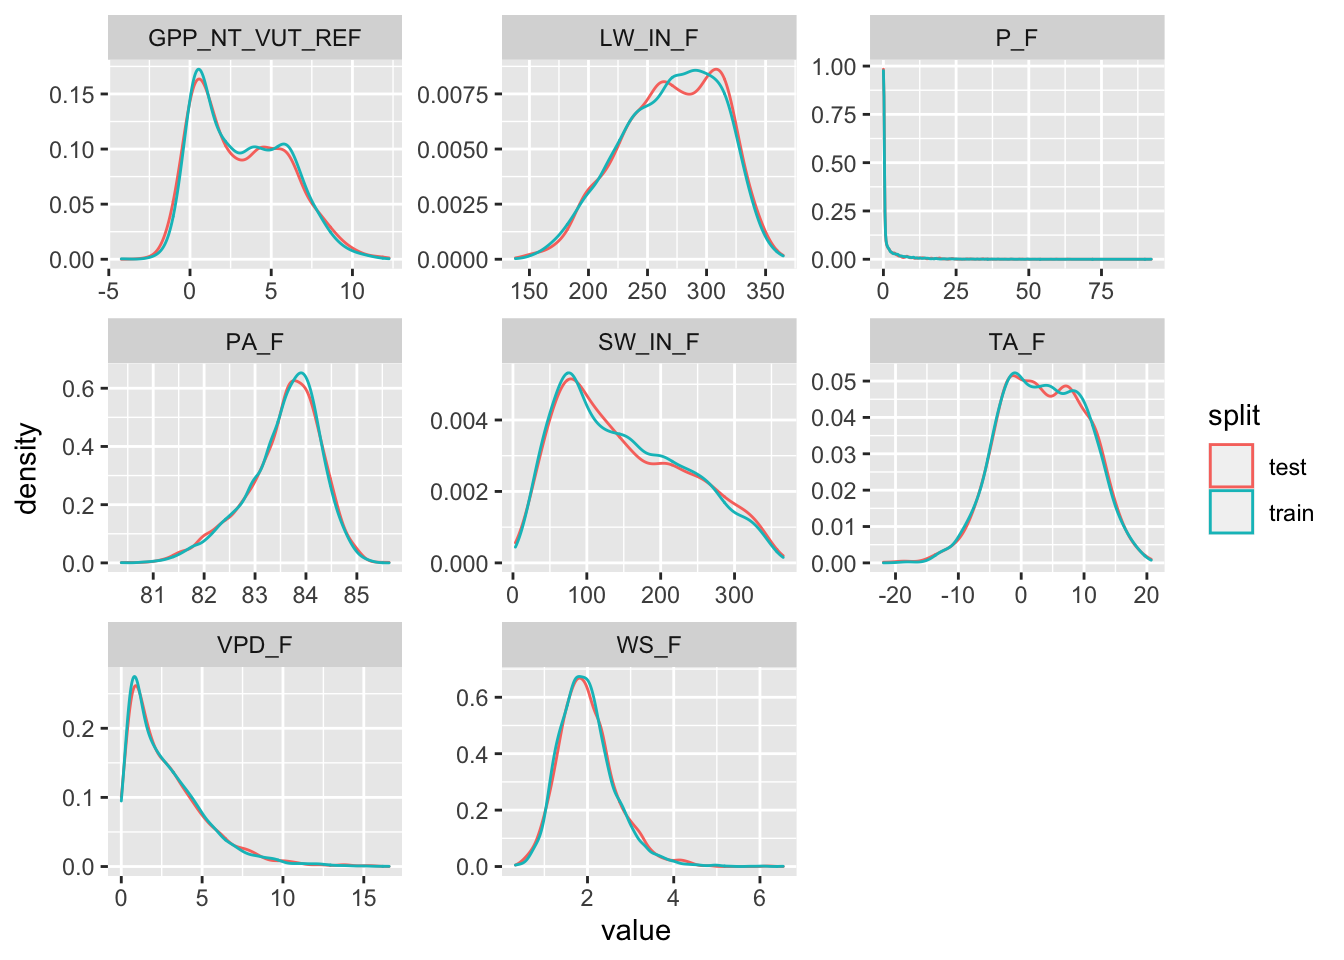 GPP_NT_VUT_REF LW_IN_F P_F
0.15
0.10
0.05
0.00
-5 0 5 10
0.0075
0.0050
0.0025
0.0000
150 200 250 300 350
1.00
0.75
0.50
0.25
0.00
0 25 50 75
PA_F SW_IN_F TA_F
0.6
0.4
0.2
0.0
81 82 83 84 85
0.004
0.002
0.000
0 100 200 300
0.05
0.04
0.03
0.02
0.01
0.00
-20 -10 0 10 20
VPD_F WS_F
0.2
0.1
0.0
0 5 10 15
0.6
0.4
0.2
0.0
2 4 6
density
value
split
test
train